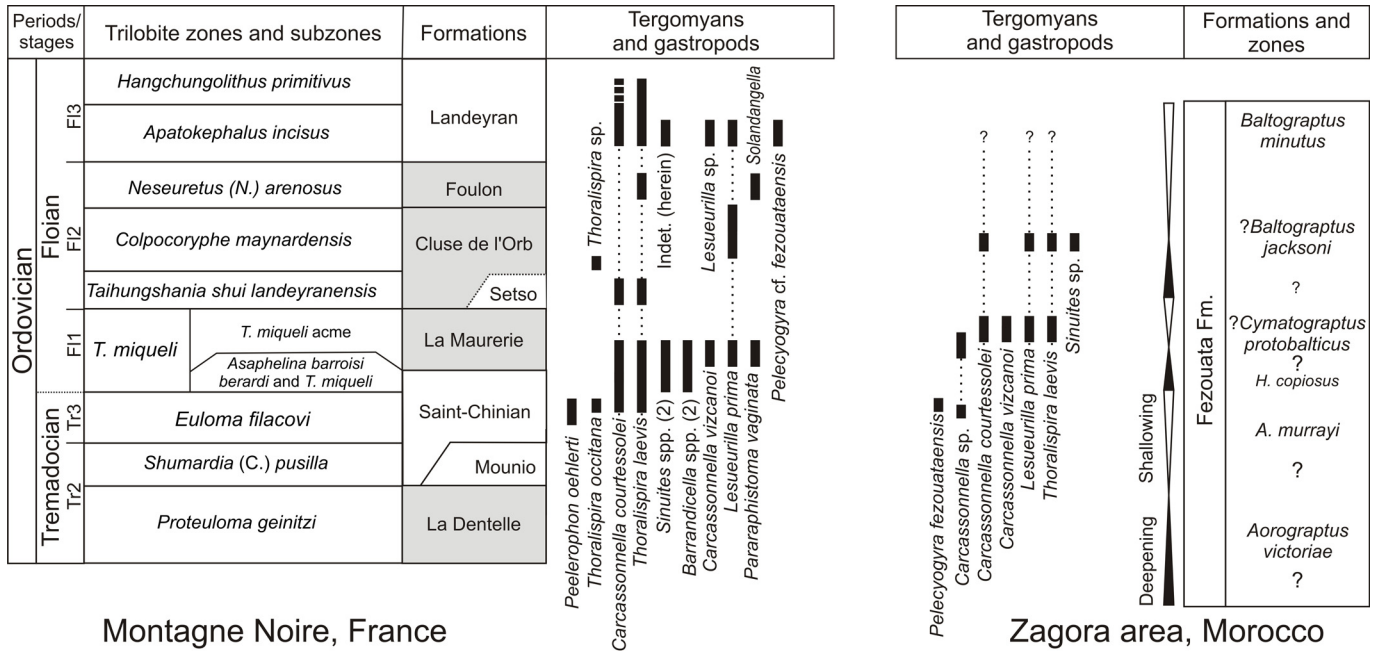 Periods/
stages
Trilobite zones and subzones
Formations
Tergomyans
and gastropods
Ordovician
Floian
Tremadocian
Fl3
Fl2
Fl1
Tr3
Tr2
Hangchungolithus primitivus
Apatokephalus incisus
Neseuretus (N.) arenosus
Colpocoryphe maynardensis
Taihungshania shui landeyranensis
T. miqueli
T. miqueli acme
Asaphelina barroisi
berardi and T. miqueli
Euloma filacovi
Shumardia (C.) pusilla
Proteuloma geinitzi
Landeyran
Foulon
Cluse de l'Orb
Setso
La Maurerie
Saint-Chinian
Mounio
La Dentelle
Peelerophon oehlerti
Thoralispira occitana
Thoralispira sp.
Carcassonnella courtessolei
Thoralispira laevis
Sinuites spp. (2)
Indet. (herein)
Barrandicella spp. (2)
Carcassonnella vizcanoi
Lesueurilla sp.
Lesueurilla prima
Pararaphistoma vaginata
Solandangella
Pelecyogyra cf. fezouataensis
Montagne Noire, France
Tergomyans
and gastropods
Formations and
zones
Pelecyogyra fezouataensis
Carcassonnella sp.
?
Carcassonnella courtessolei
Carcassonnella vizcanoi
?
Lesueurilla prima
?
Thoralispira laevis
Sinuites sp.
Shallowing
Deepening
Fezouata Fm.
Baltograptus
minutus
?Baltograptus
jacksoni
?
?Cymatograptus
protobalticus
?
H. copiosus
A. murrayi
?
Aorograptus
victoriae
?
Zagora area, Morocco